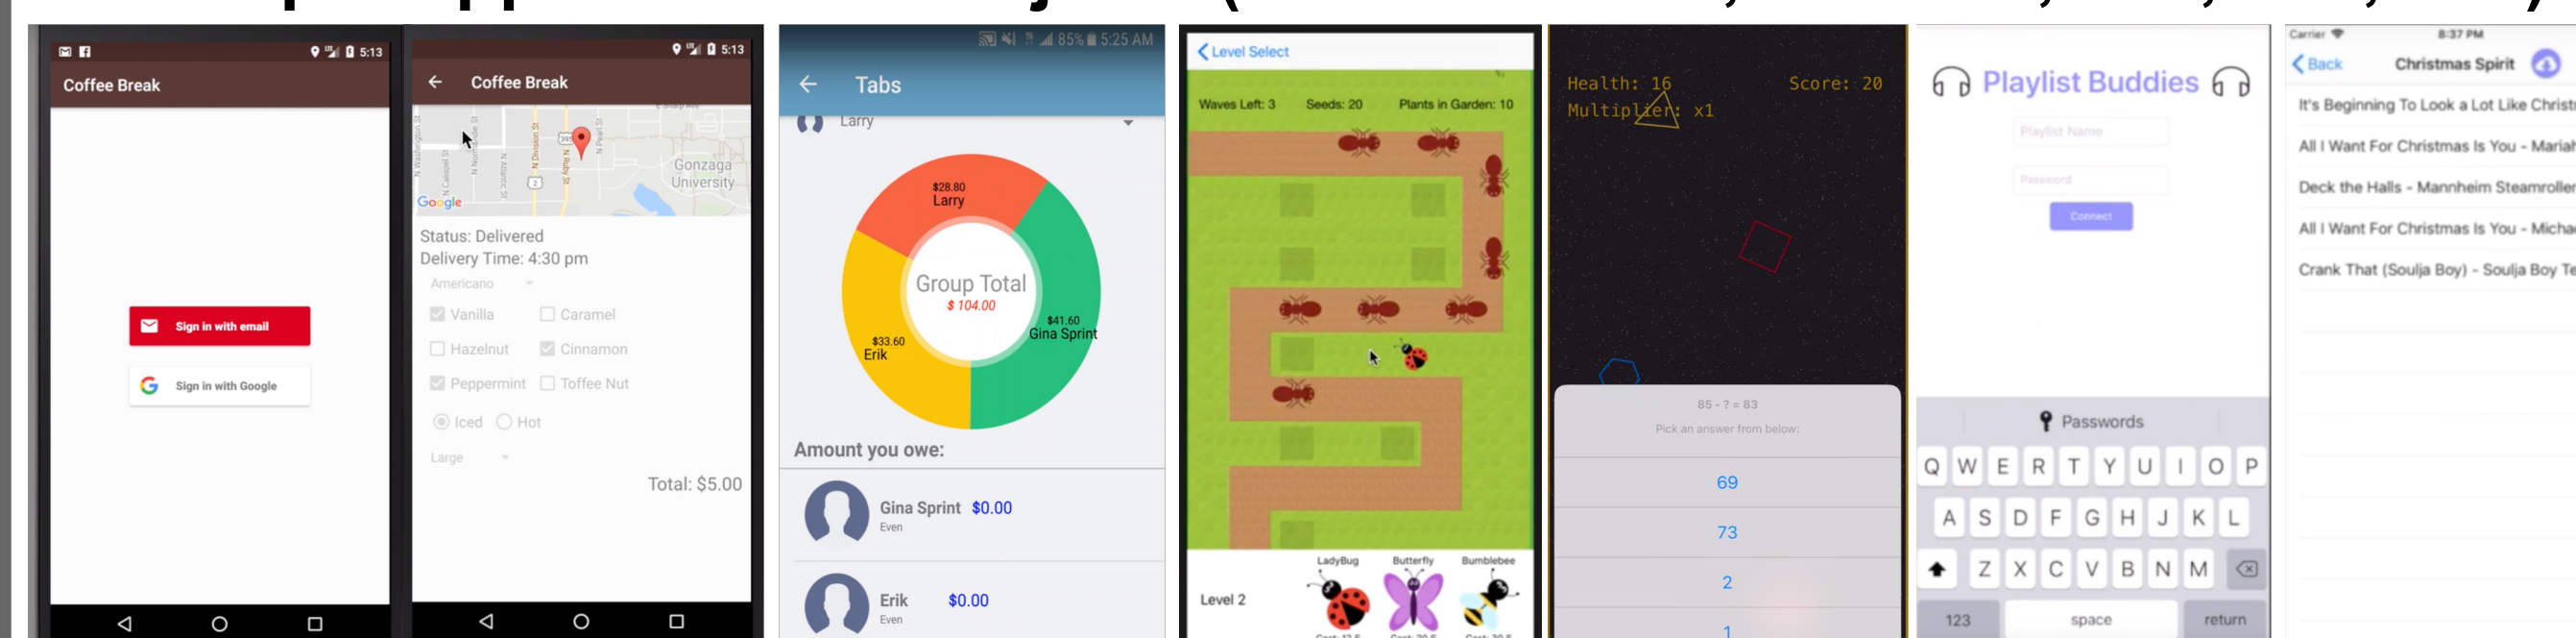 5:13
Coffee Break
Sign in with email
Sign in with Google
5:13
Coffee Break
N Division St
N Ruby St
N Pearl St
395
2
Gonzaga
University
Google
Status: Delivered
Delivery Time: 4:30 pm
Americano
Vanilla
Caramel
Hazelnut
Cinnamon
Peppermint
Toffee Nut
Iced
Hot
Large
Total: $5.00
85% 5:25 AM
Tabs
Larry
$28.80
Larry
Group Total
$ 104.00
$41.60
Gina Sprint
$33.60
Erik
Amount you owe:
Gina Sprint $0.00
Even
Erik $0.00
Even
Level Select
Waves Left: 3 Seeds: 20 Plants in Garden: 10
LadyBug Butterfly Bumblebee
Level 2
Health: 16 Score: 20
Multiplier: x1
85 - ? = 83
Pick an answer from below:
69
73
2
1
Playlist Buddies
Playlist Name
Password
Connect
Passwords
Q W E R T Y U I O P
A S D F G H J K L
Z X C V B N M
123 space return
Carrier 8:37 PM
Back Christmas Spirit
It's Beginning To Look a Lot Like Christ
All I Want For Christmas Is You - Mariah
Deck the Halls - Mannheim Steamroller
All I Want For Christmas Is You - Micha
Crank That (Soulja Boy) - Soulja Boy Te